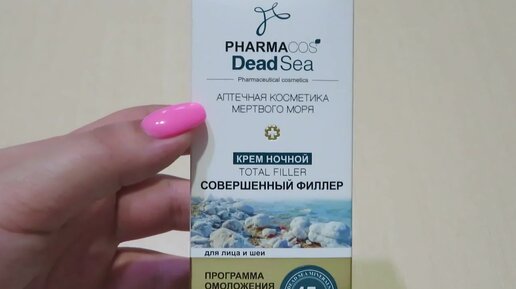 PHARMACOS
Dead Sea
Pharmaceutical cosmetics
АПТЕЧНАЯ КОСМЕТИКА
МЕРТВОГО МОРЯ
КРЕМ НОЧНОЙ
TOTAL FILLER
СОВЕРШЕННЫЙ ФИЛЛЕР
для лица и шеи
ПРОГРАММА
ОМОЛОЖЕНИЯ